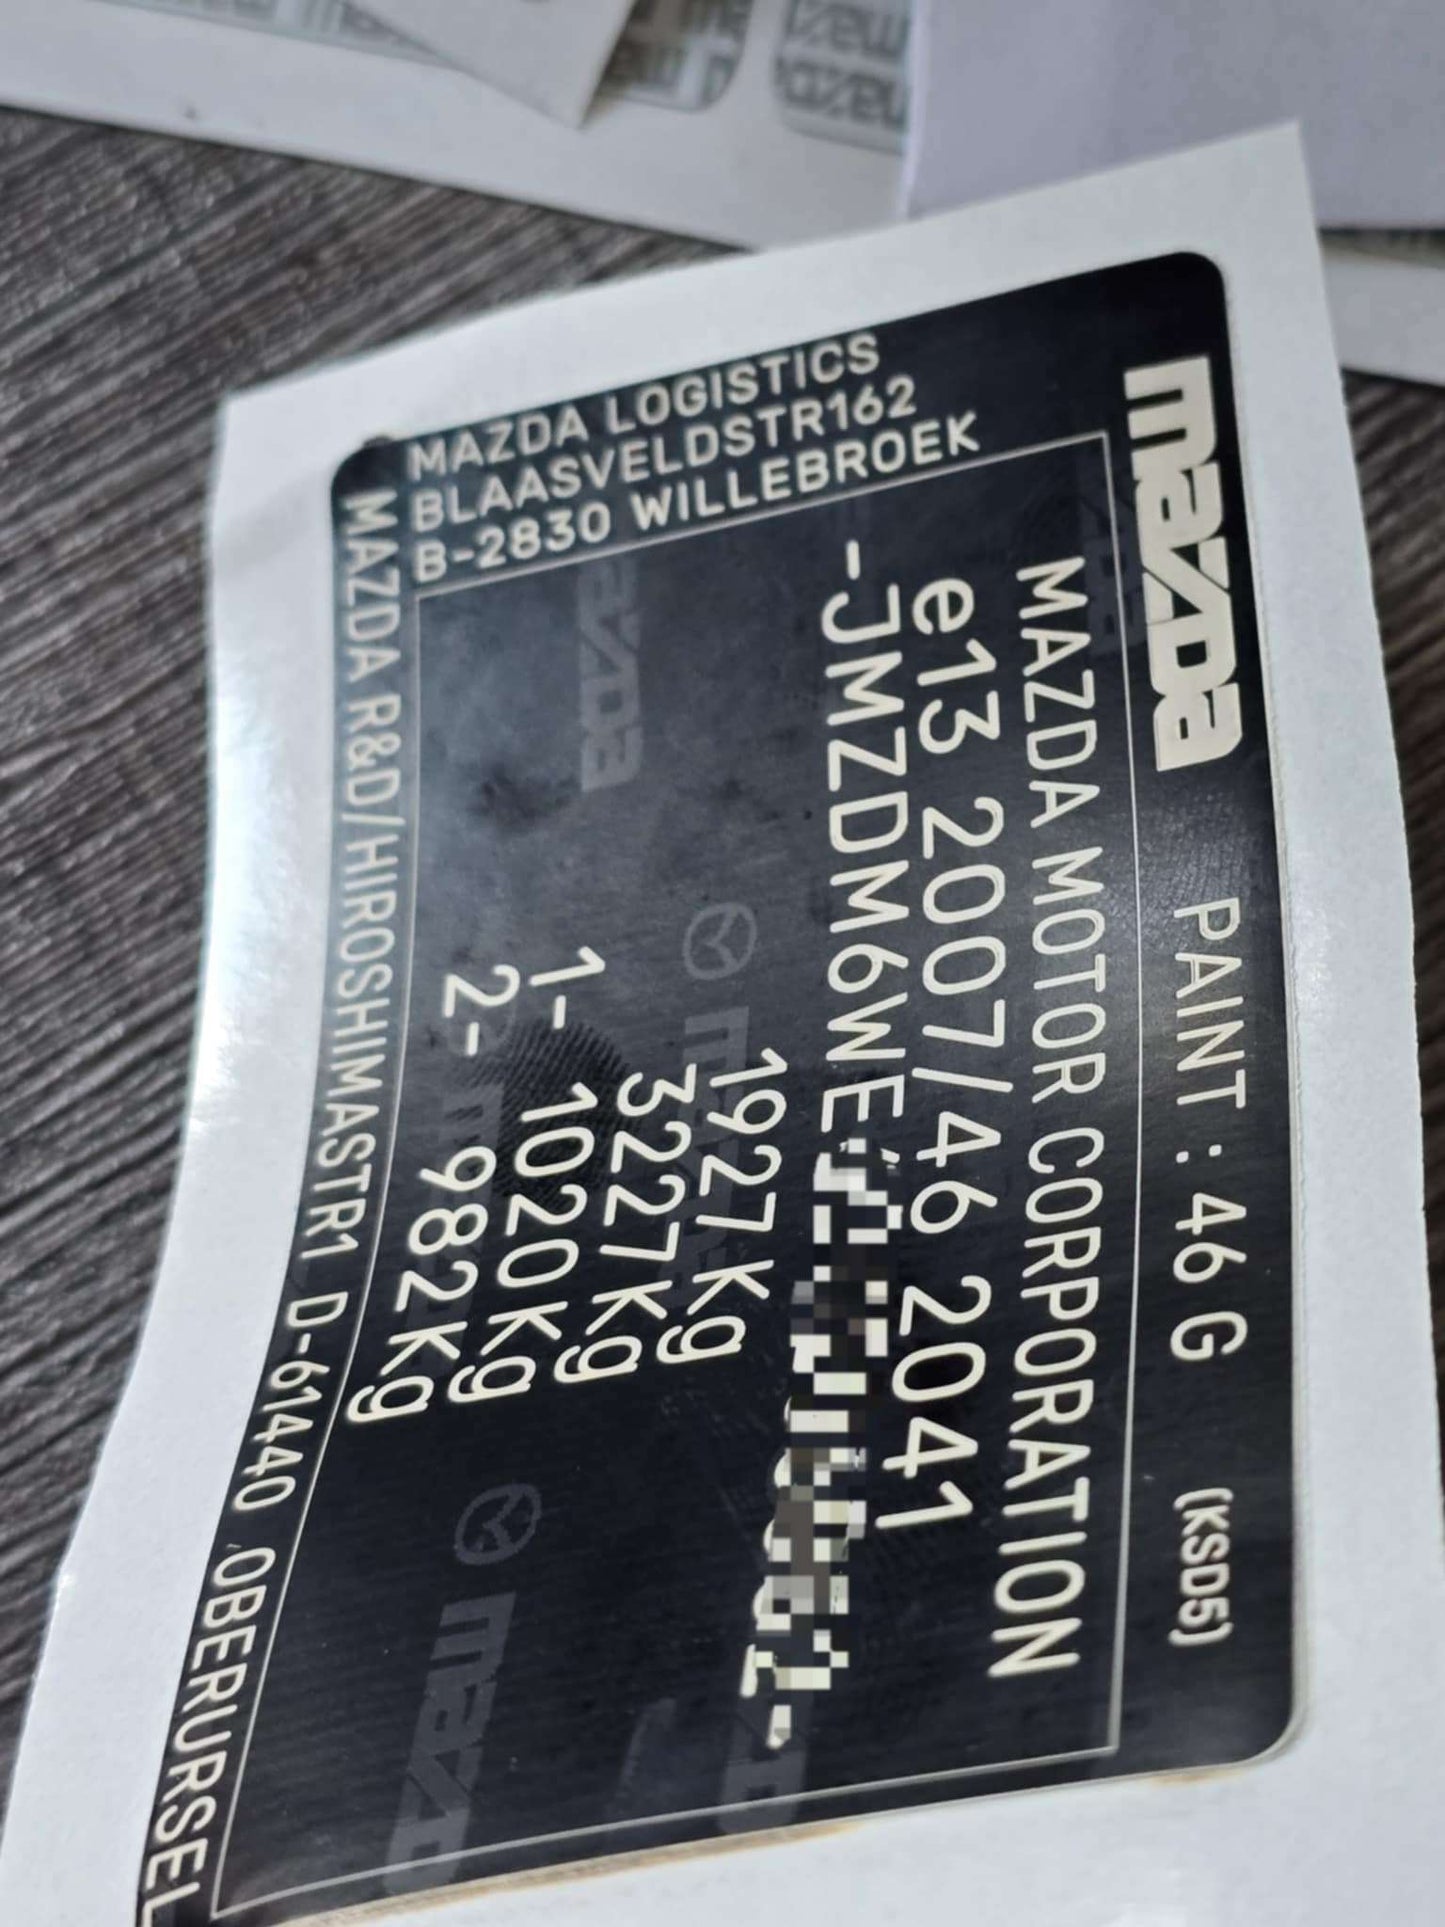 mazda PAINT : 46 G (KSD5)
MAZDA MOTOR CORPORATION
e13 2007/46 2041
-JMZDM6WE
1927kg
3227kg
1- 1020kg
2- 982kg
MAZDA LOGISTICS
BLAASVELDSTR162
B-2830 WILLEBROEK
MAZDA R&D/HIROSHIMASTR1 D-61440 OBERURSEL